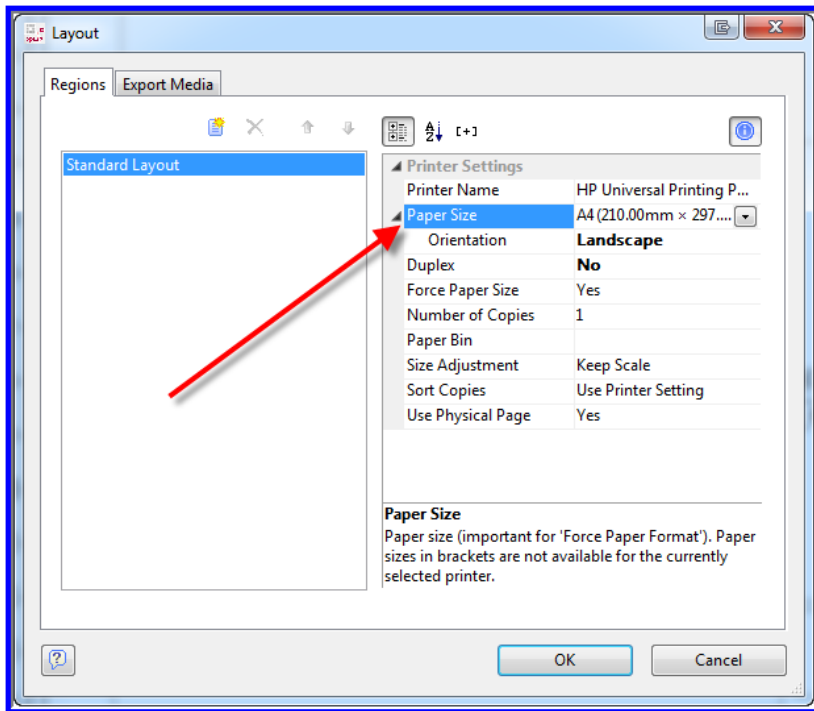 Layout
Regions Export Media
[+]
Standard Layout
Printer Settings
Printer Name HP Universal Printing P...
Paper Size A4 (210.00mm × 297....
Orientation Landscape
Duplex No
Force Paper Size Yes
Number of Copies 1
Paper Bin
Size Adjustment Keep Scale
Sort Copies Use Printer Setting
Use Physical Page Yes
Paper Size
Paper size (important for 'Force Paper Format'). Paper
sizes in brackets are not available for the currently
selected printer.
OK Cancel